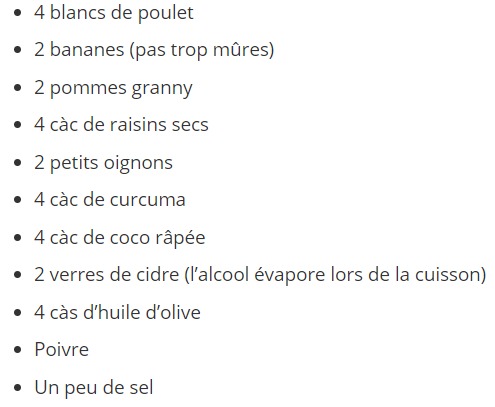 4 blancs de poulet
2 bananes (pas trop mûres)
2 pommes granny
4 càc de raisins secs
2 petits oignons
4 càc de curcuma
4 càc de coco râpée
2 verres de cidre (l’alcool évapore lors de la cuisson)
4 càs d’huile d’olive
Poivre
Un peu de sel